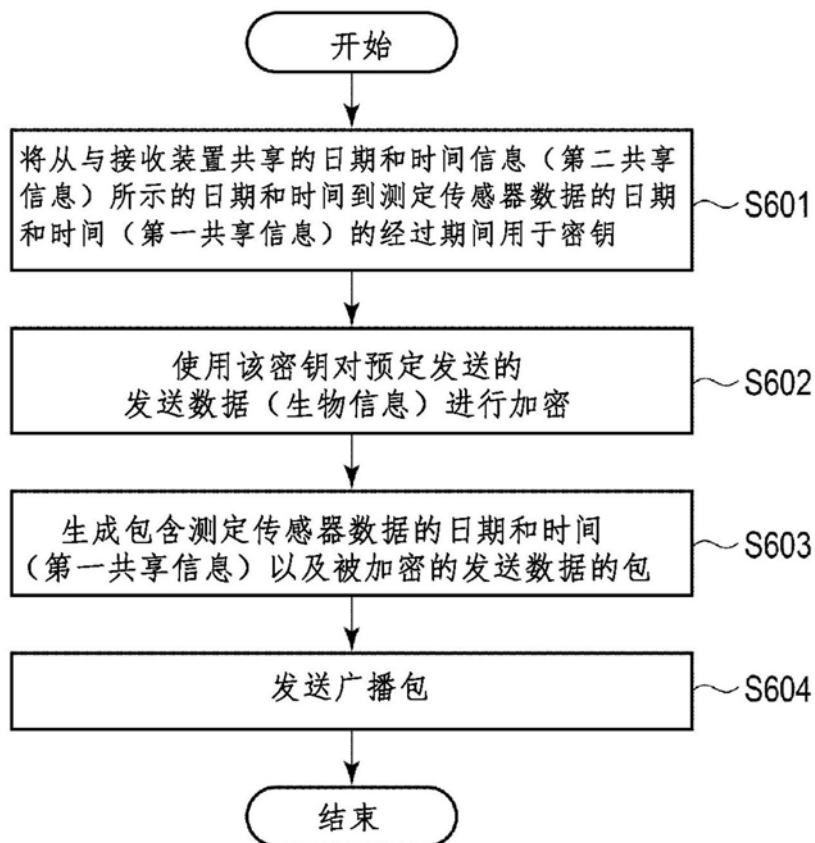 开始
将从与接收装置共享的日期和时间信息（第二共享
信息）所示的日期和时间到测定传感器数据的日期
和时间（第一共享信息）的经过期间用于密钥
S601
使用该密钥对预定发送的
发送数据（生物信息）进行加密
S602
生成包含测定传感器数据的日期和时间
（第一共享信息）以及被加密的发送数据的包
S603
发送广播包
S604
结束